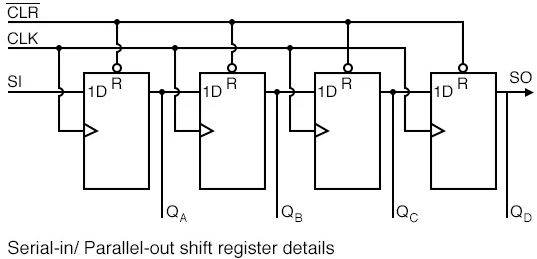 CLR
CLK
SI
1D R
1D R
1D R
1D R
SO
QA
QB
QC
QD
Serial-in/ Parallel-out shift register details